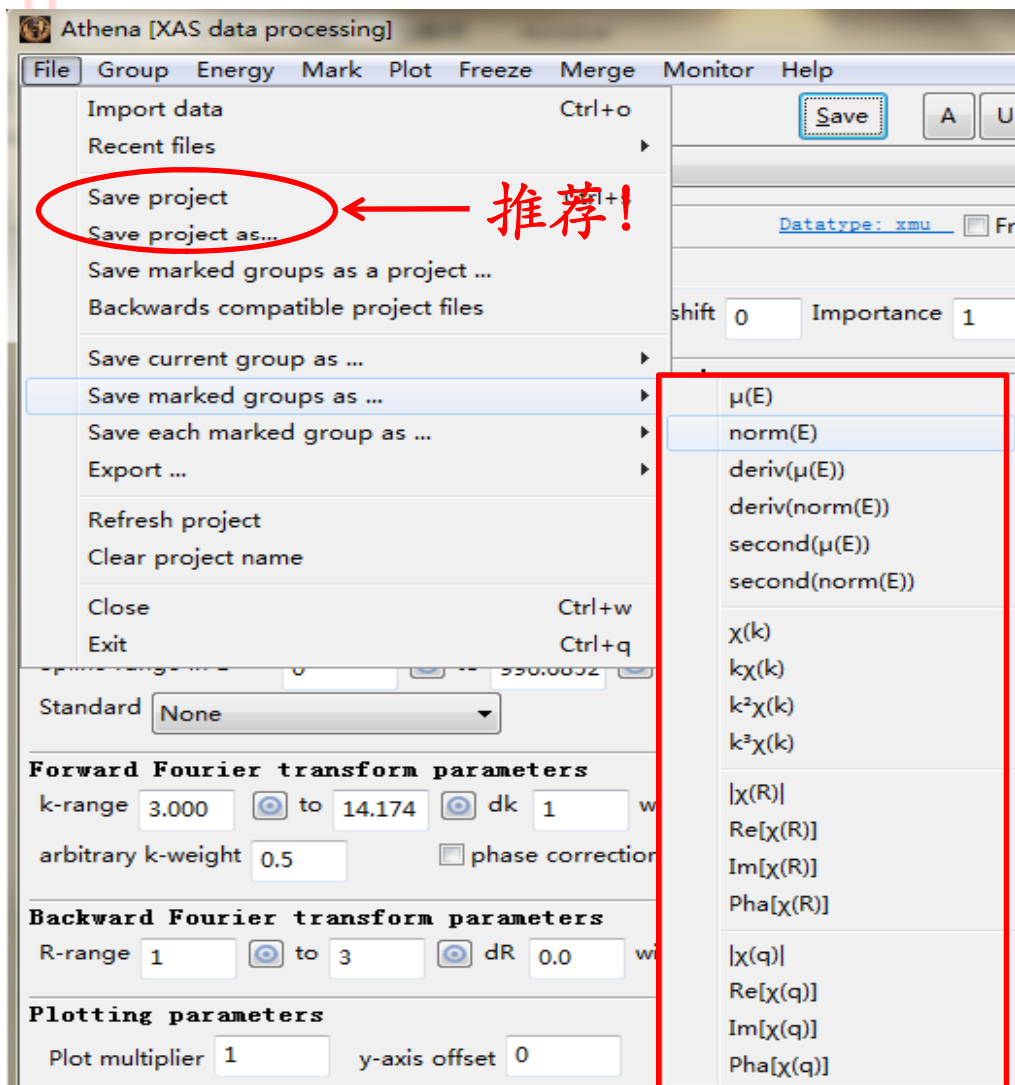 Athena [XAS data processing]
File Group Energy Mark Plot Freeze Merge Monitor Help
Import data Ctrl+o
Save A U
Recent files
Save project Ctrl+s
推荐!
Save project as...
Datatype: xmu Fr
Save marked groups as a project ...
Backwards compatible project files
shift 0 Importance 1
Save current group as ...
Save marked groups as ...
Save each marked group as ...
Export ...
Refresh project
Clear project name
Close Ctrl+w
Exit Ctrl+q
μ(E)
norm(E)
deriv(μ(E))
deriv(norm(E))
second(μ(E))
second(norm(E))
χ(k)
kχ(k)
k²χ(k)
k³χ(k)
|χ(R)|
Re[χ(R)]
Im[χ(R)]
Pha[χ(R)]
|χ(q)|
Re[χ(q)]
Im[χ(q)]
Pha[χ(q)]
Standard None
Forward Fourier transform parameters
k-range 3.000 to 14.174 dk 1 w
arbitrary k-weight 0.5 phase correction
Backward Fourier transform parameters
R-range 1 to 3 dR 0.0 wi
Plotting parameters
Plot multiplier 1 y-axis offset 0